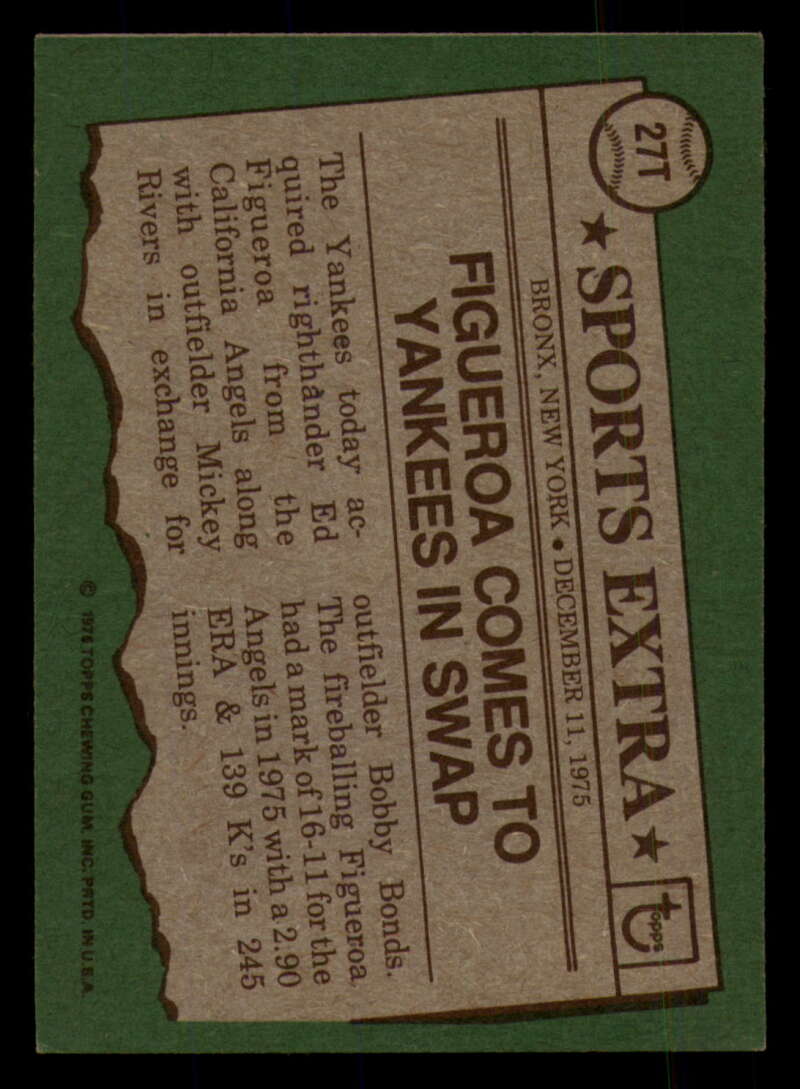 27T
★ SPORTS EXTRA ★
topps
BRONX, NEW YORK • DECEMBER 11, 1975
FIGUEROA COMES TO
YANKEES IN SWAP
The Yankees today ac-
quired righthander Ed
Figueroa from the
California Angels along
with outfielder Mickey
Rivers in exchange for
outfielder Bobby Bonds.
The fireballing Figueroa
had a mark of 16-11 for the
Angels in 1975 with a 2.90
ERA & 139 K's in 245
innings.
© 1976 TOPPS CHEWING GUM, INC. PRTD. IN U.S.A.